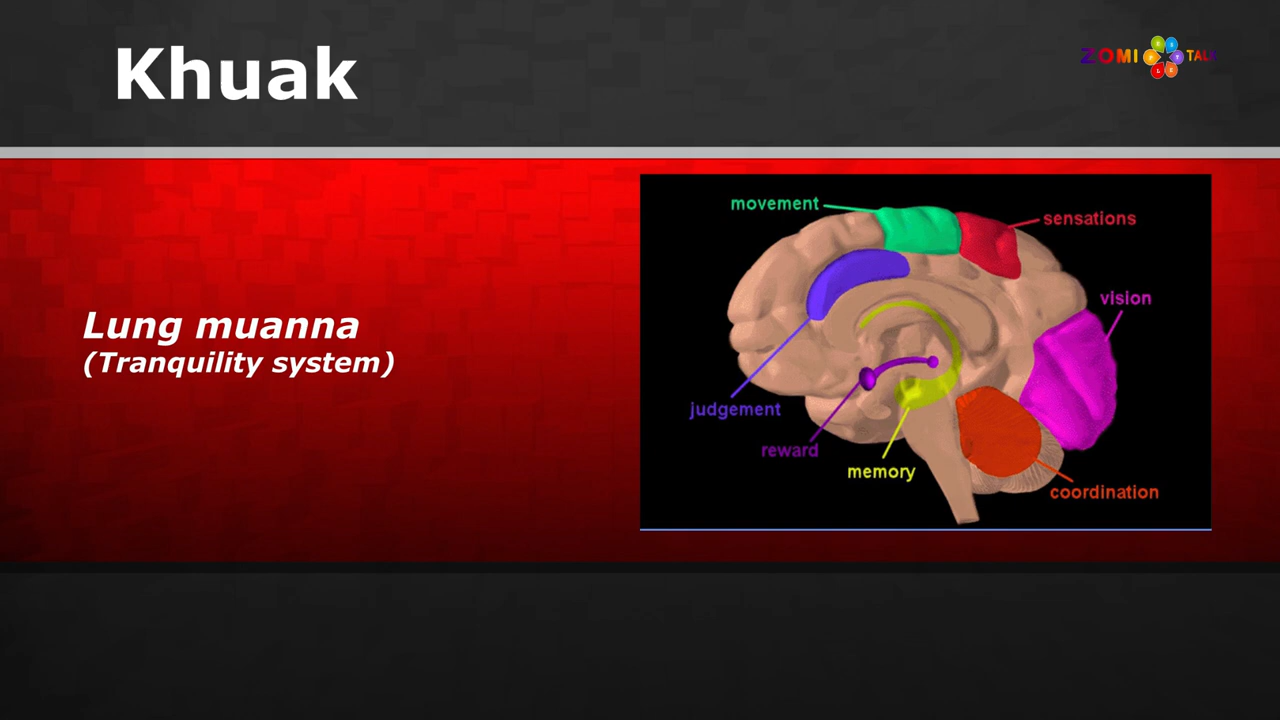 Khuak
ZOMI TALK
Lung muanna
(Tranquility system)
movement
sensations
vision
judgement
reward
memory
coordination